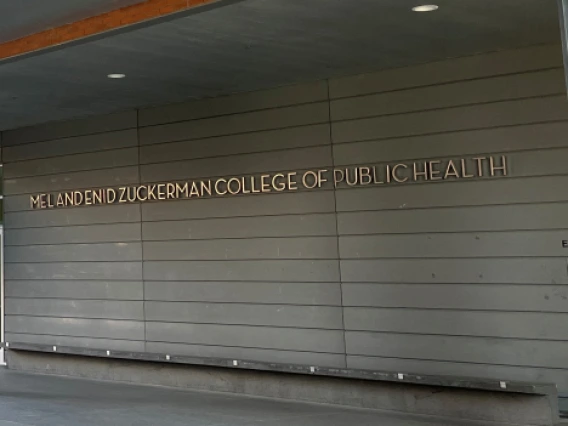 MEL AND ENID ZUCKERMAN COLLEGE OF PUBLIC HEALTH
E